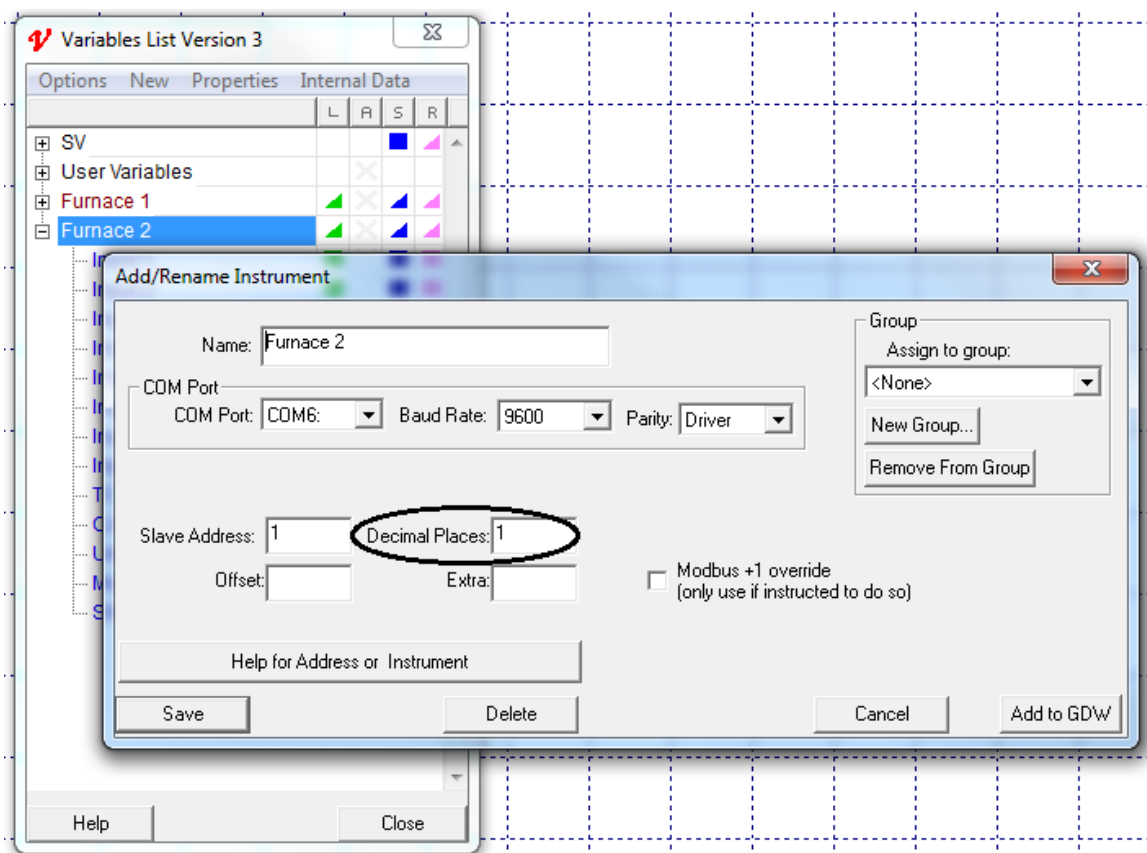 Variables List Version 3
Options New Properties Internal Data
L A S R
SV
User Variables
Furnace 1
Furnace 2
Add/Rename Instrument
Name: Furnace 2
Group
Assign to group:
<None>
New Group...
Remove From Group
COM Port
COM Port: COM6: Baud Rate: 9600 Parity: Driver
Slave Address: 1 Decimal Places: 1
Offset: Extra:
Modbus +1 override
(only use if instructed to do so)
Help for Address or Instrument
Save Delete Cancel Add to GDW
Help Close